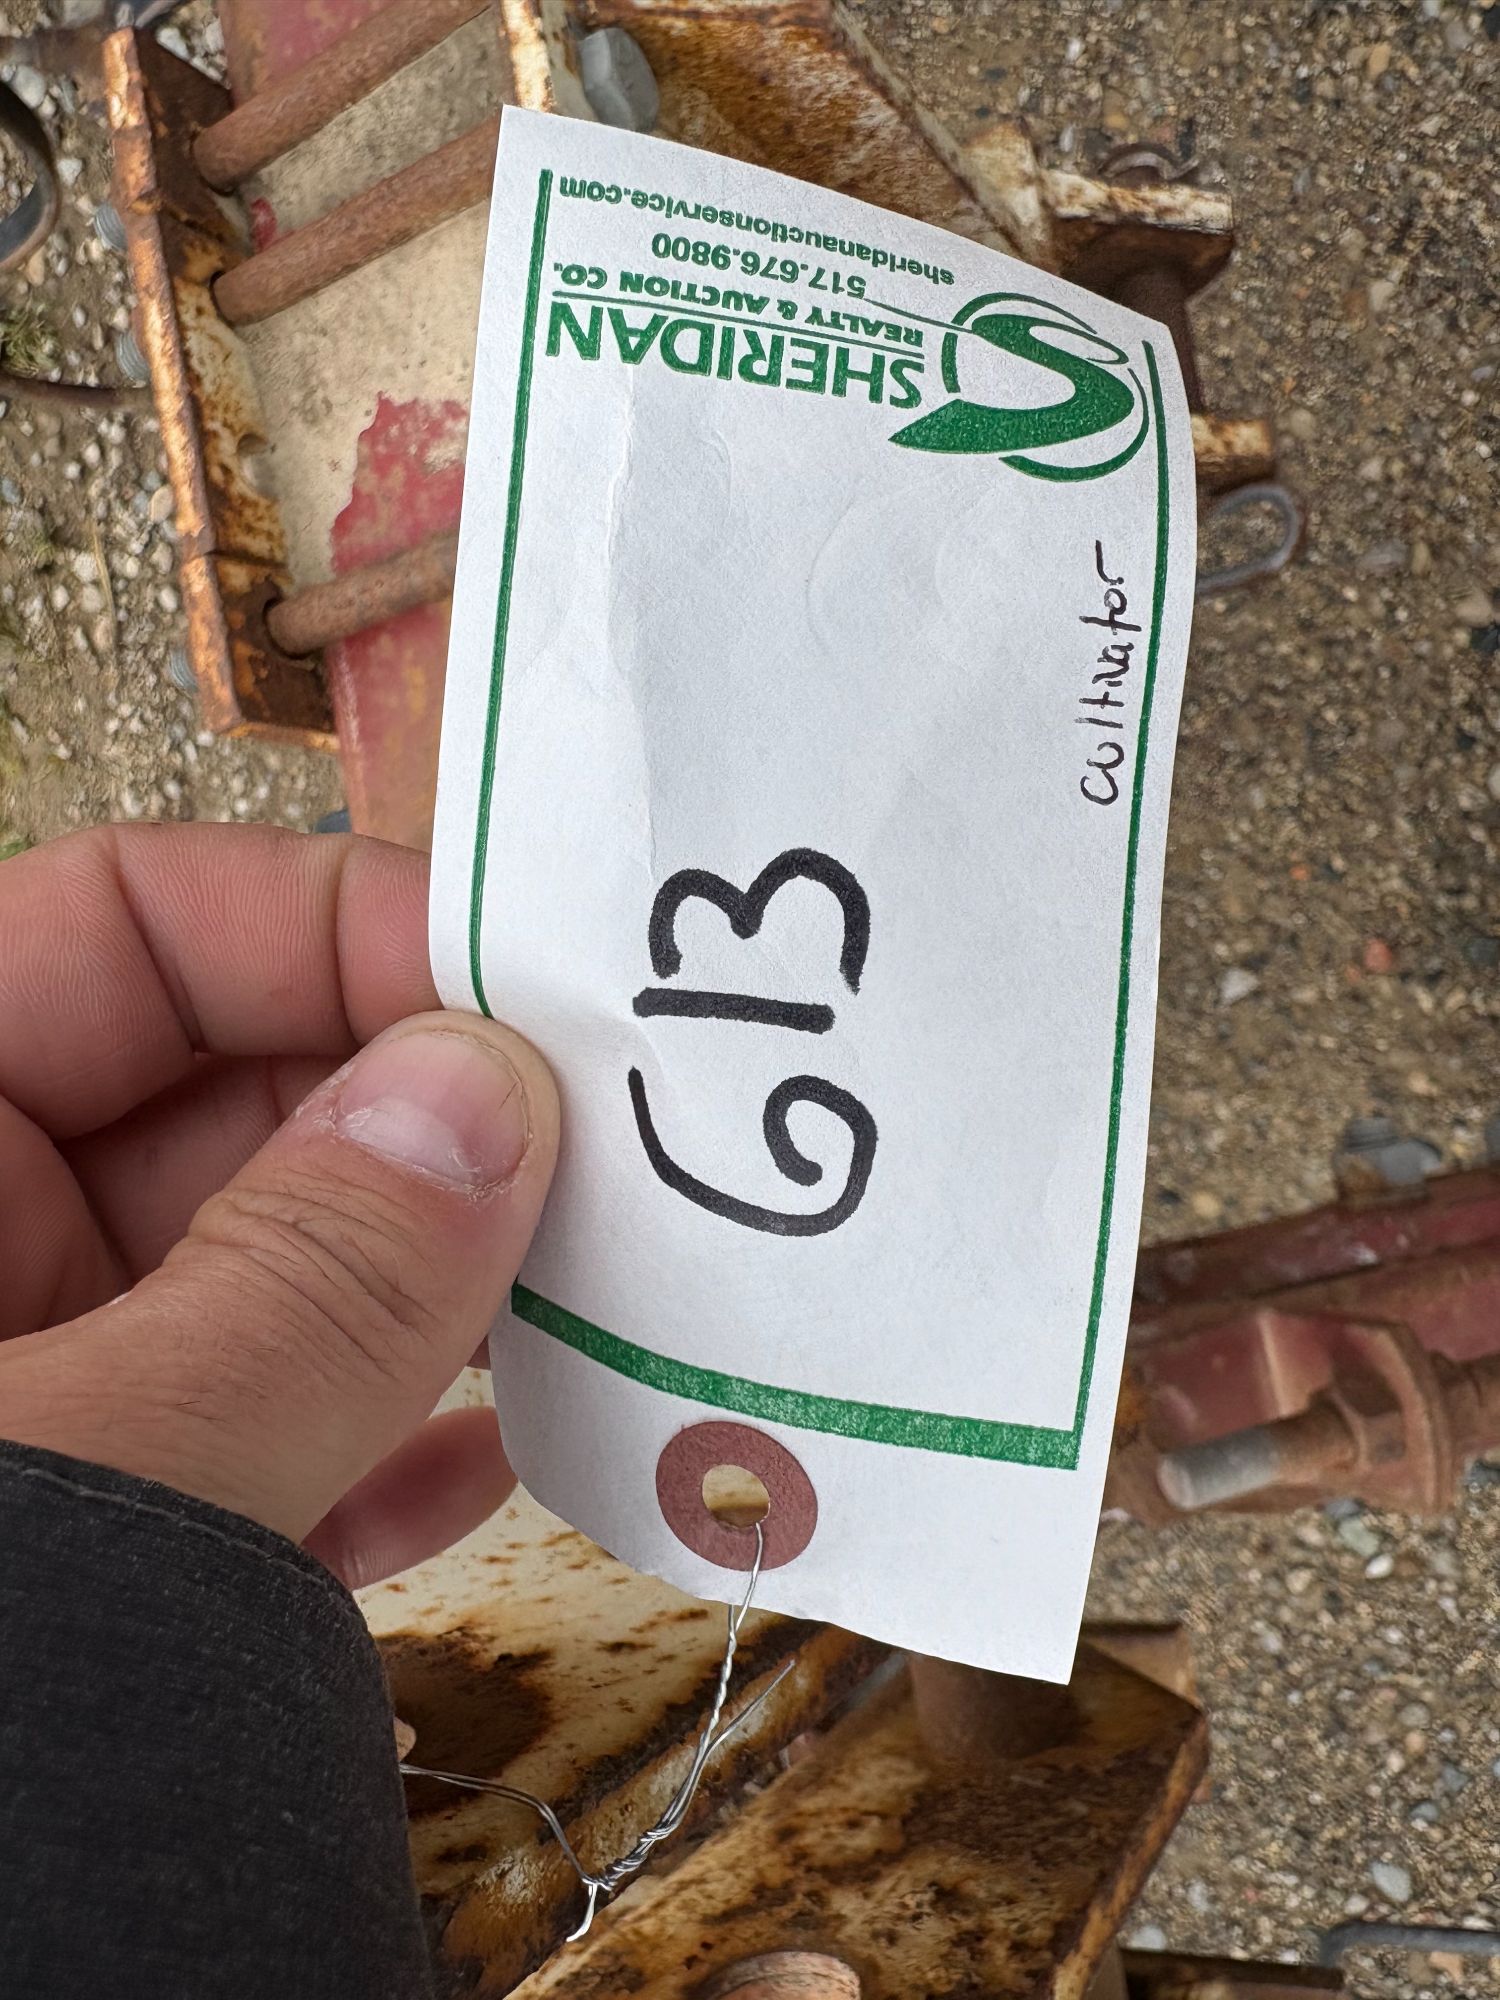 SHERIDAN
REALTY & AUCTION CO.
517.676.9800
sheridanauctionservice.com
613
Cultivator